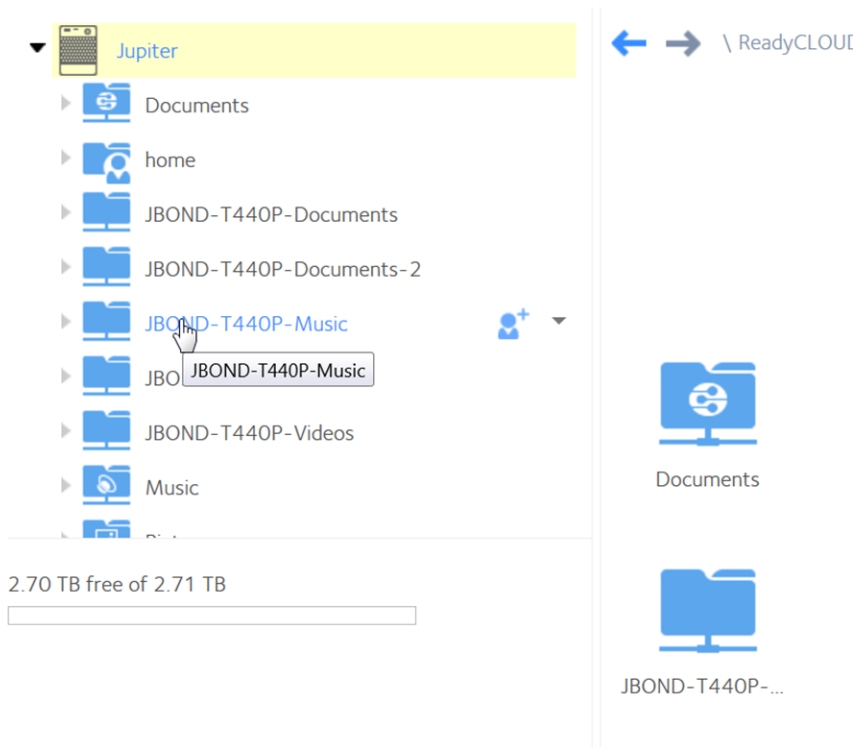 Jupiter
\ ReadyCLOUD
Documents
home
JBOND-T440P-Documents
JBOND-T440P-Documents-2
JBOND-T440P-Music
JBO
JBOND-T440P-Music
JBOND-T440P-Videos
Music
2.70 TB free of 2.71 TB
Documents
JBOND-T440P-...